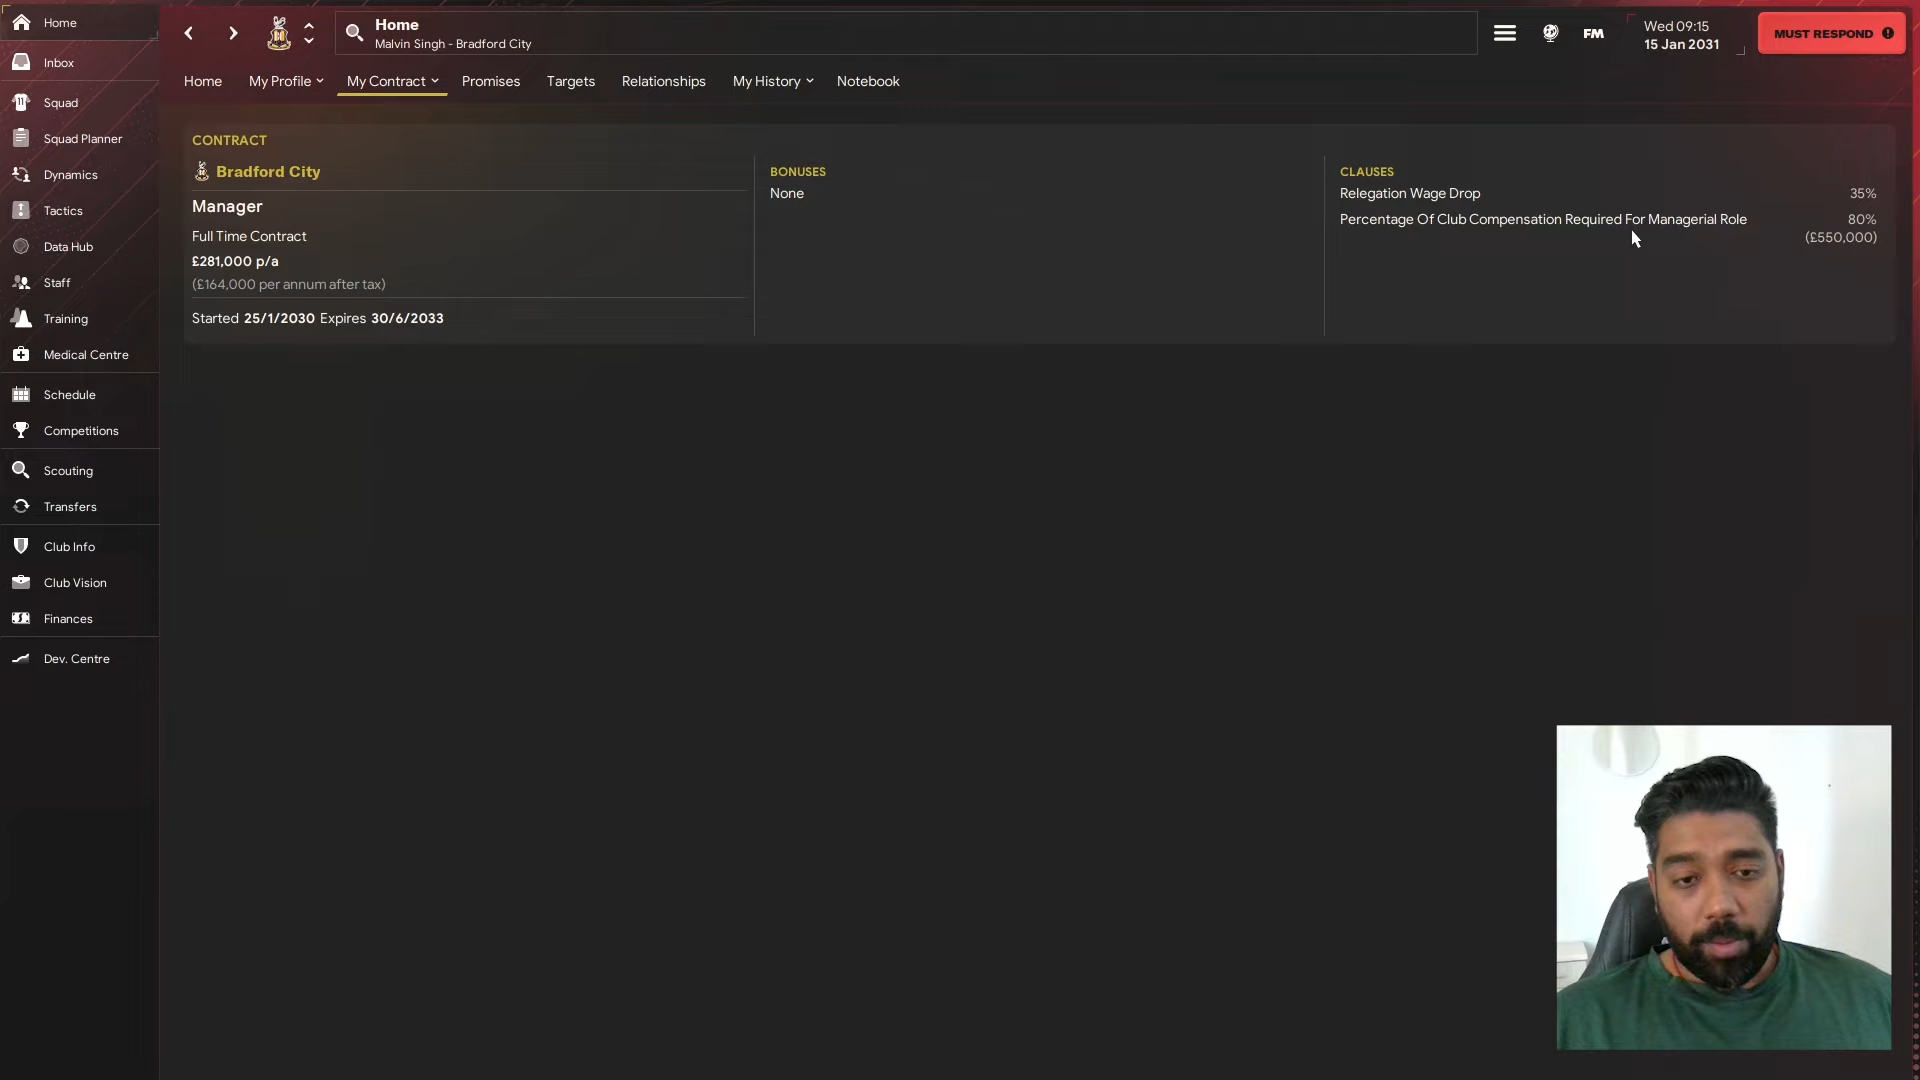 Home
Inbox
Squad
Squad Planner
Dynamics
Tactics
Data Hub
Staff
Training
Medical Centre
Schedule
Competitions
Scouting
Transfers
Club Info
Club Vision
Finances
Dev. Centre
Home
Malvin Singh - Bradford City
FM
Wed 09:15
15 Jan 2031
MUST RESPOND
Home My Profile My Contract Promises Targets Relationships My History Notebook
CONTRACT
Bradford City
Manager
Full Time Contract
£281,000 p/a
(£164,000 per annum after tax)
Started 25/1/2030 Expires 30/6/2033
BONUSES
None
CLAUSES
Relegation Wage Drop 35%
Percentage Of Club Compensation Required For Managerial Role 80%
(£550,000)